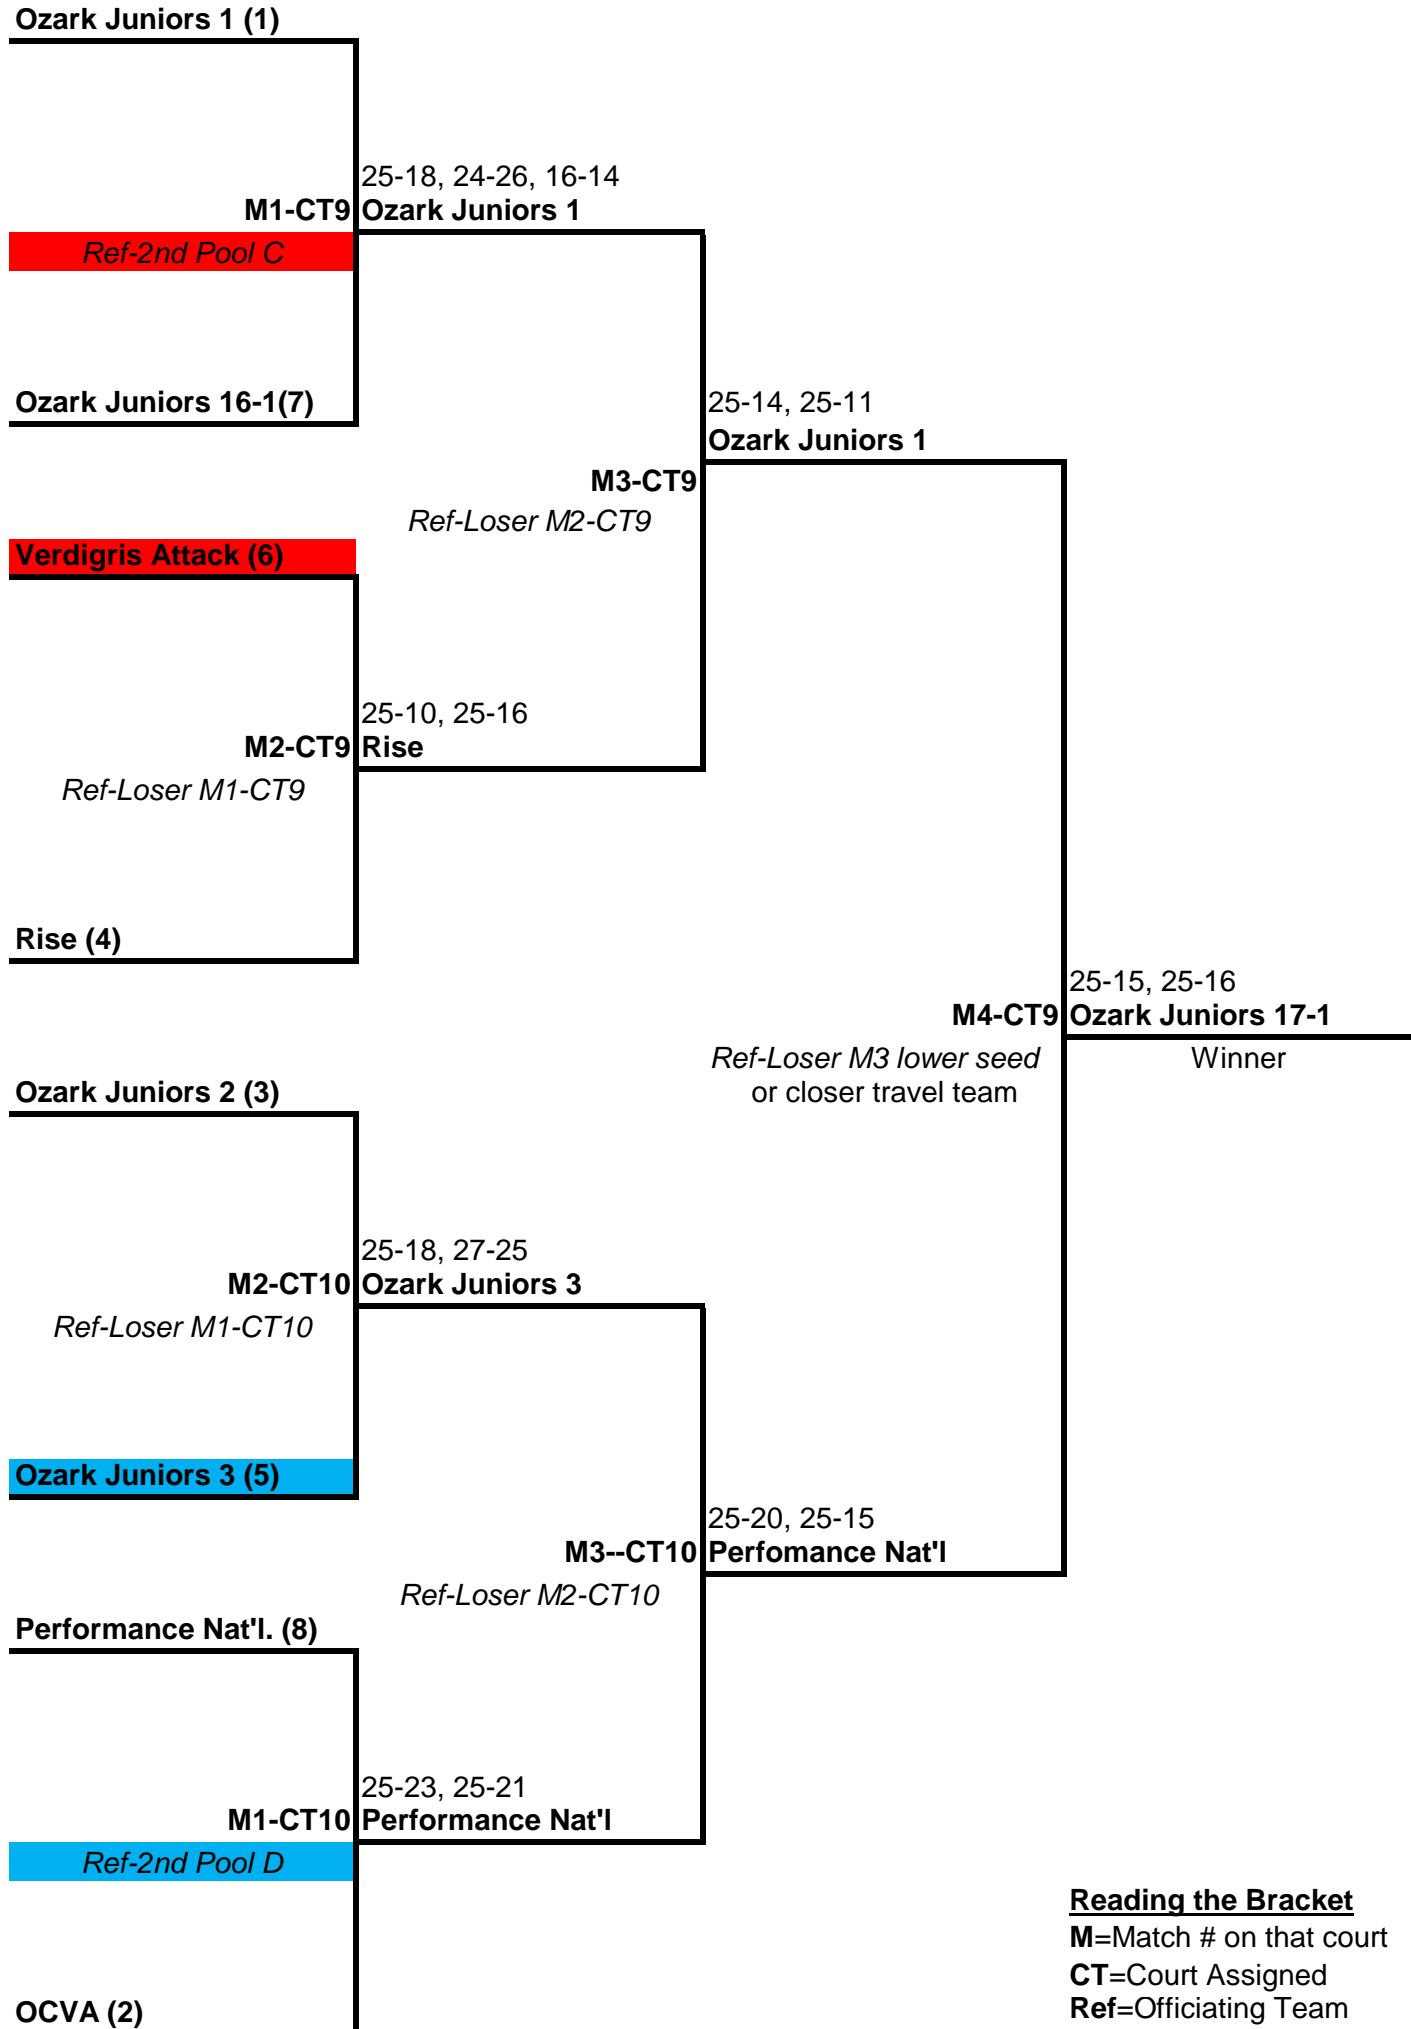 Ozark Juniors 1 (1)
25-18, 24-26, 16-14
M1-CT9 Ozark Juniors 1
Ref-2nd Pool C
Ozark Juniors 16-1(7)
25-14, 25-11
Ozark Juniors 1
M3-CT9
Ref-Loser M2-CT9
Verdigris Attack (6)
25-10, 25-16
M2-CT9 Rise
Ref-Loser M1-CT9
Rise (4)
25-15, 25-16
M4-CT9 Ozark Juniors 17-1
Ref-Loser M3 lower seed
or closer travel team
Winner
Ozark Juniors 2 (3)
25-18, 27-25
M2-CT10 Ozark Juniors 3
Ref-Loser M1-CT10
Ozark Juniors 3 (5)
25-20, 25-15
M3--CT10 Perfomance Nat'l
Ref-Loser M2-CT10
Performance Nat'l. (8)
25-23, 25-21
M1-CT10 Performance Nat'l
Ref-2nd Pool D
OCVA (2)
Reading the Bracket
M=Match # on that court
CT=Court Assigned
Ref=Officiating Team